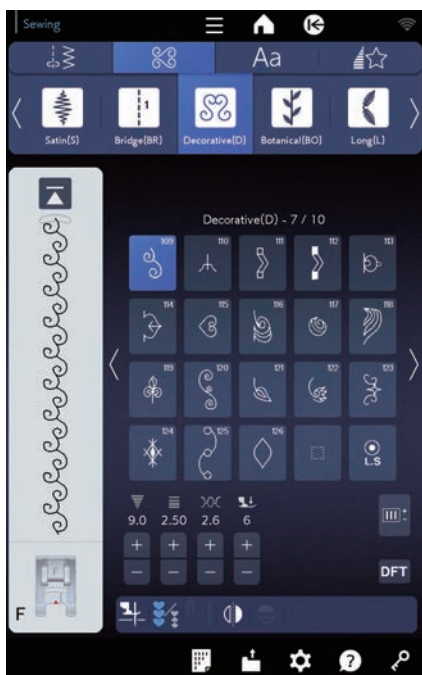 Sewing
Aa
Satin(S) Bridge(BR) Decorative(D) Botanical(BO) Long(L)
1
Decorative(D) - 7 / 10
109 110 111 112 113
114 115 116 117 118
119 120 121 122 123
124 125 126
L.S
9.0 2.50 2.6 6
+ + + +
− − − −
DFT
F
?